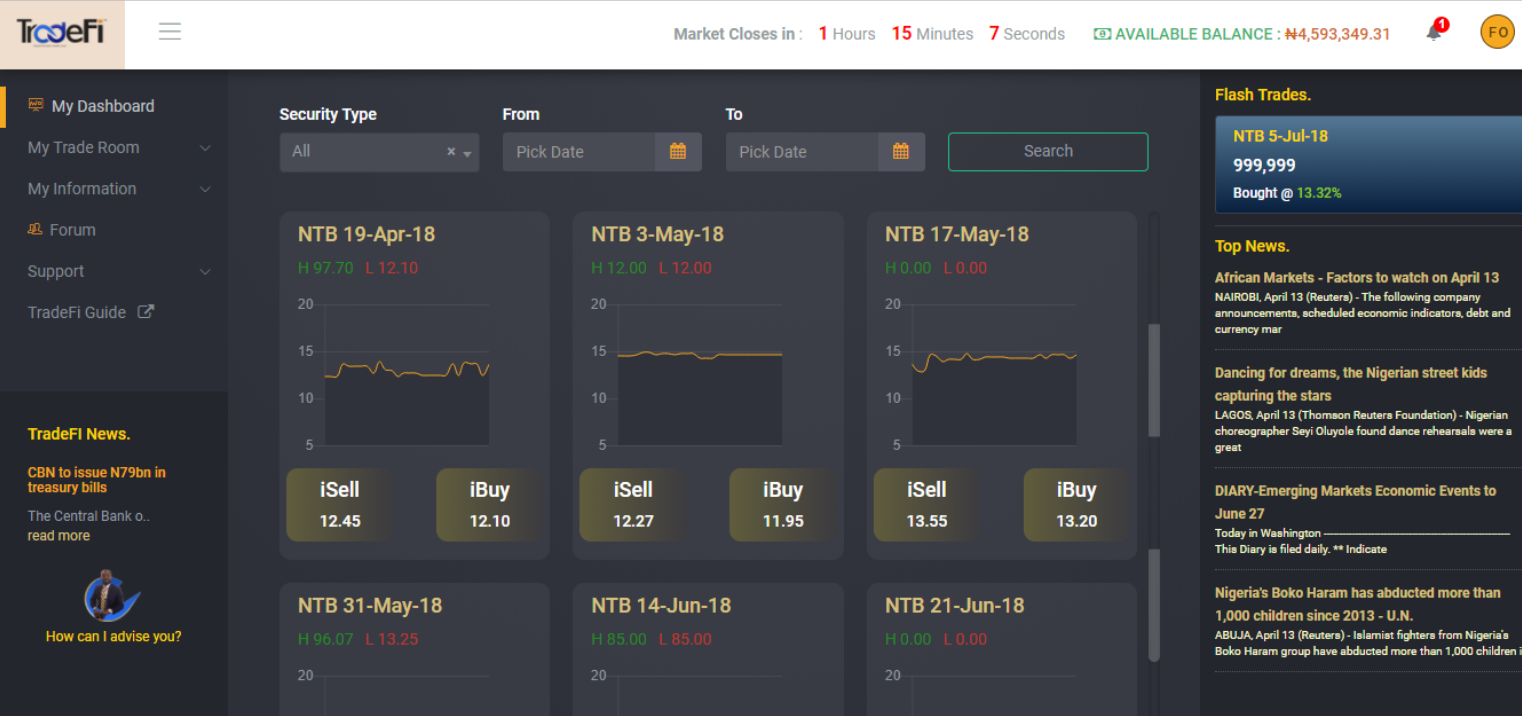 TradeFi
Market Closes in : 1 Hours 15 Minutes 7 Seconds
AVAILABLE BALANCE : ₦4,593,349.31
1
FO
My Dashboard
My Trade Room
My Information
Forum
Support
TradeFi Guide
TradeFI News.
CBN to issue N79bn in
treasury bills
The Central Bank o..
read more
How can I advise you?
Security Type
From
To
All
×
Pick Date
Pick Date
Search
NTB 19-Apr-18
H 97.70 L 12.10
20
15
10
5
iSell
12.45
iBuy
12.10
NTB 3-May-18
H 12.00 L 12.00
20
15
10
5
iSell
12.27
iBuy
11.95
NTB 17-May-18
H 0.00 L 0.00
20
15
10
5
iSell
13.55
iBuy
13.20
NTB 31-May-18
H 96.07 L 13.25
20
NTB 14-Jun-18
H 85.00 L 85.00
20
NTB 21-Jun-18
H 0.00 L 0.00
20
Flash Trades.
NTB 5-Jul-18
999,999
Bought @ 13.32%
Top News.
African Markets - Factors to watch on April 13
NAIROBI, April 13 (Reuters) - The following company
announcements, scheduled economic indicators, debt and
currency mar
Dancing for dreams, the Nigerian street kids
capturing the stars
LAGOS, April 13 (Thomson Reuters Foundation) - Nigerian
choreographer Seyi Oluyole found dance rehearsals were a
great
DIARY-Emerging Markets Economic Events to
June 27
Today in Washington ----------------------------------------
This Diary is filed daily. ** Indicate
Nigeria's Boko Haram has abducted more than
1,000 children since 2013 - U.N.
ABUJA, April 13 (Reuters) - Islamist fighters from Nigeria's
Boko Haram group have abducted more than 1,000 children i